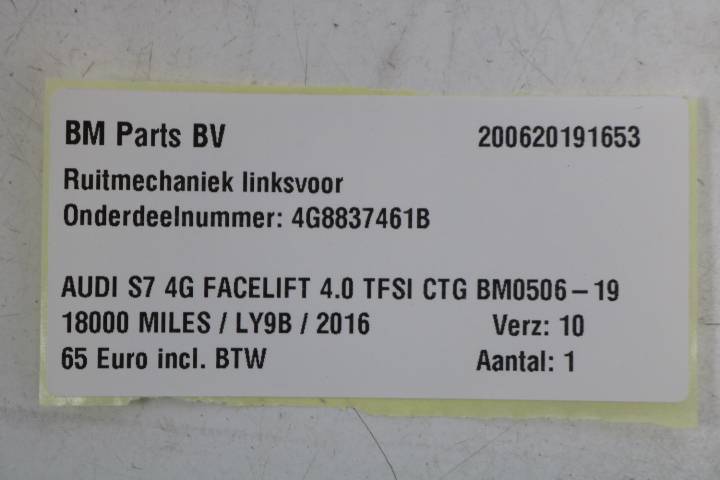 BM Parts BV 200620191653
Ruitmechaniek linksvoor
Onderdeelnummer: 4G8837461B
AUDI S7 4G FACELIFT 4.0 TFSI CTG BM0506-19
18000 MILES / LY9B / 2016 Verz: 10
65 Euro incl. BTW Aantal: 1